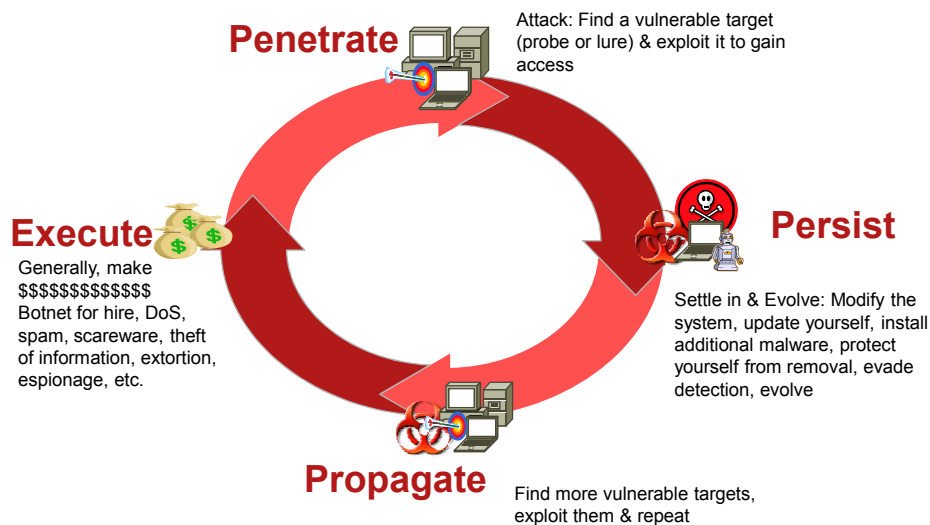 Penetrate
Attack: Find a vulnerable target
(probe or lure) & exploit it to gain
access
Persist
Settle in & Evolve: Modify the
system, update yourself, install
additional malware, protect
yourself from removal, evade
detection, evolve
Propagate
Find more vulnerable targets,
exploit them & repeat
Execute
Generally, make
$$$$$$$$$$$$$
Botnet for hire, DoS,
spam, scareware, theft
of information, extortion,
espionage, etc.
$
$
$